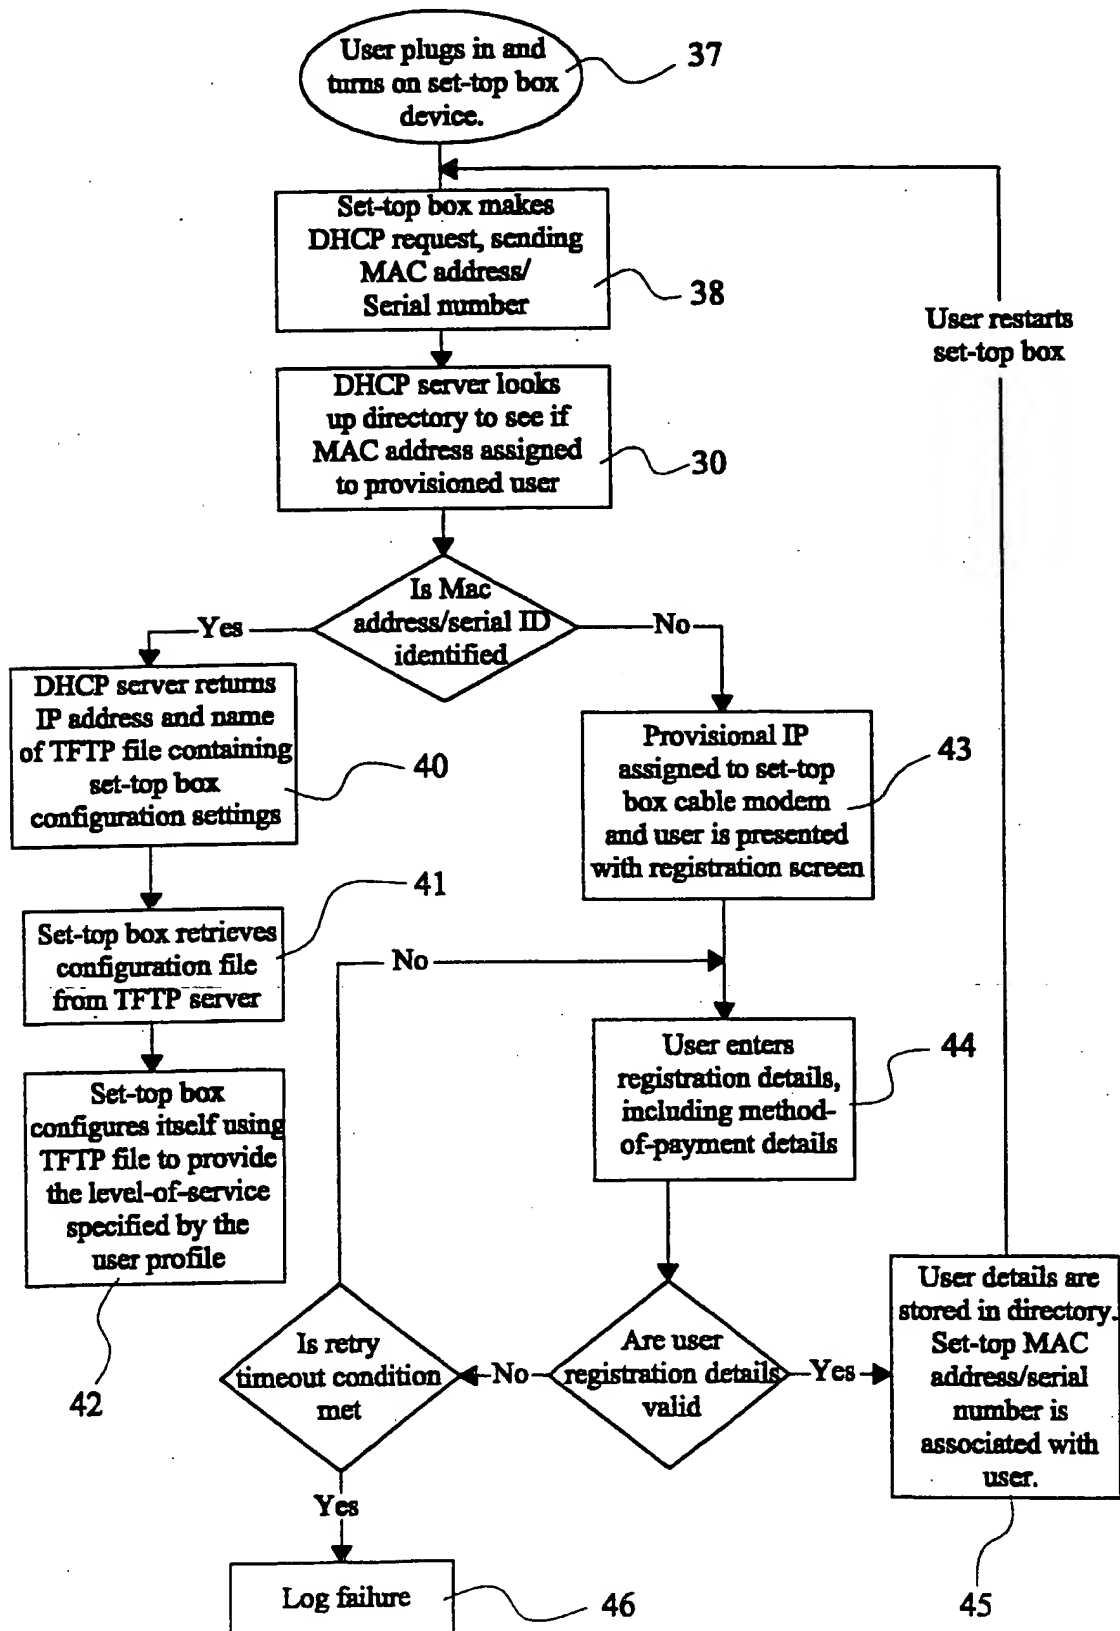 User plugs in and
turns on set-top box
device.
37
Set-top box makes
DHCP request, sending
MAC address/
Serial number
38
User restarts
set-top box
DHCP server looks
up directory to see if
MAC address assigned
to provisioned user
30
Is Mac
address/serial ID
identified
Yes
No
DHCP server returns
IP address and name
of TFTP file containing
set-top box
configuration settings
40
Provisional IP
assigned to set-top
box cable modem
and user is presented
with registration screen
43
Set-top box retrieves
configuration file
from TFTP server
41
No
User enters
registration details,
including method-
of-payment details
44
Set-top box
configures itself using
TFTP file to provide
the level-of-service
specified by the
user profile
42
Is retry
timeout condition
met
No
Are user
registration details
valid
Yes
User details are
stored in directory.
Set-top MAC
address/serial
number is
associated with
user.
45
Yes
Log failure
46